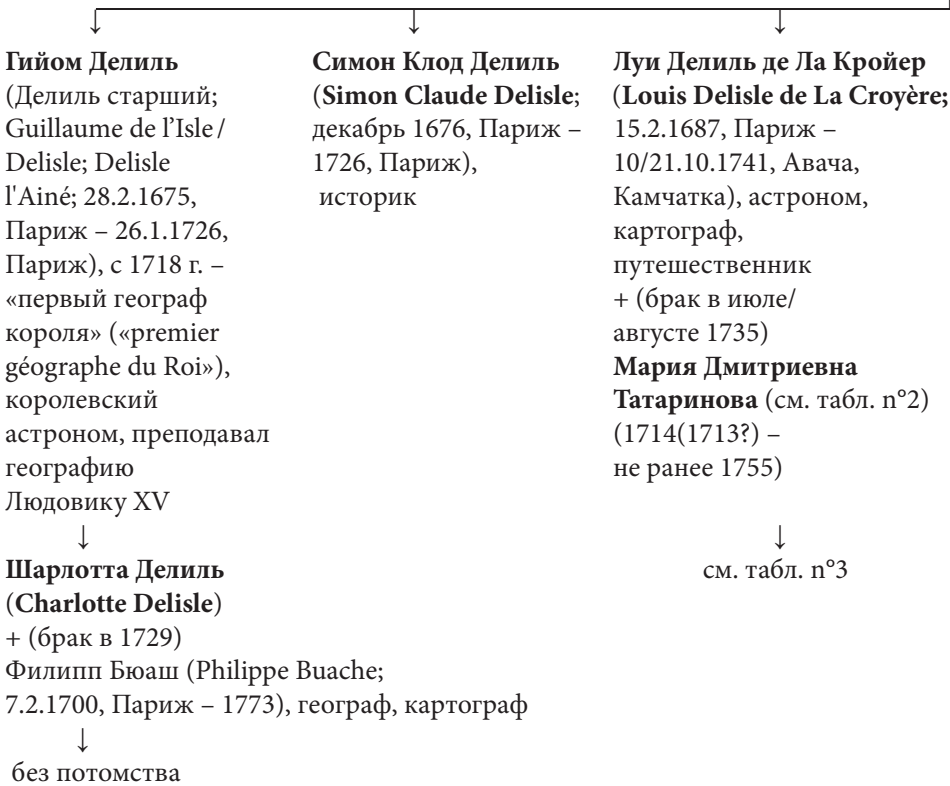 Гийом Делиль
(Делиль старший;
Guillaume de l'Isle /
Delisle; Delisle
l'Ainé; 28.2.1675,
Париж – 26.1.1726,
Париж), с 1718 г. –
«первый географ
короля» («premier
géographe du Roi»),
королевский
астроном, преподавал
географию
Людовику XV
↓
Шарлотта Делиль
(Charlotte Delisle)
+ (брак в 1729)
Филипп Бюаш (Philippe Buache;
7.2.1700, Париж – 1773), географ, картограф
↓
без потомства
Симон Клод Делиль
(Simon Claude Delisle;
декабрь 1676, Париж –
1726, Париж),
историк
Луи Делиль де Ла Кройер
(Louis Delisle de La Croyère;
15.2.1687, Париж –
10/21.10.1741, Авача,
Камчатка), астроном,
картограф,
путешественник
+ (брак в июле/
августе 1735)
Мария Дмитриевна
Татаринова (см. табл. n°2)
(1714(1713?) –
не ранее 1755)
↓
см. табл. n°3